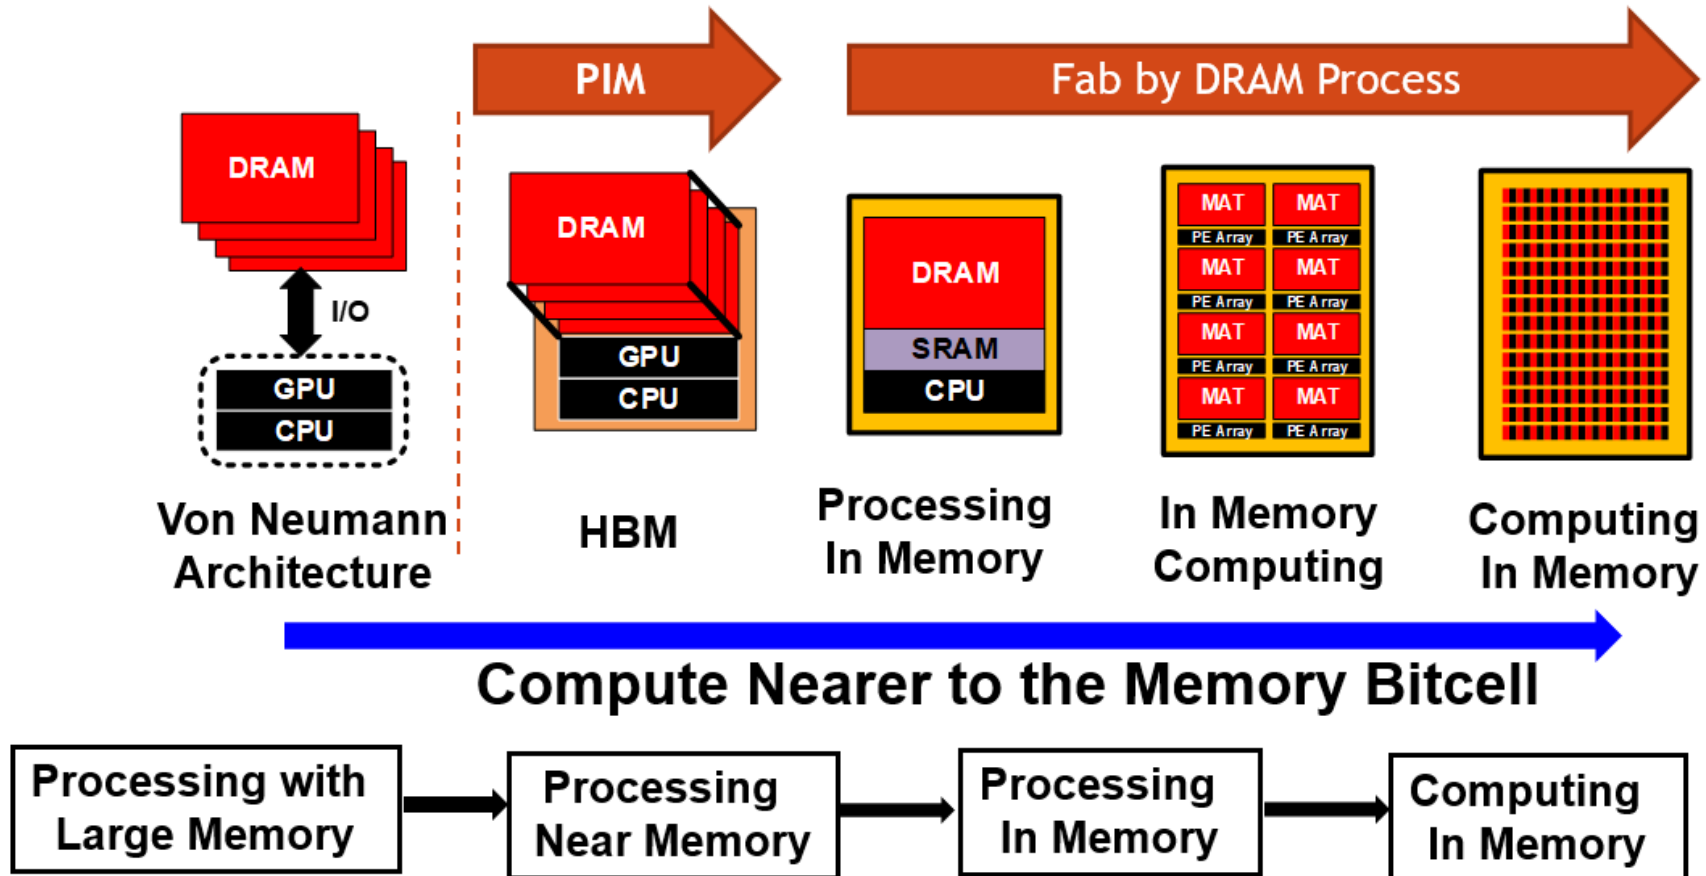 PIM
Fab by DRAM Process
DRAM
I/O
GPU
CPU
Von Neumann
Architecture
DRAM
GPU
CPU
HBM
DRAM
SRAM
CPU
Processing
In Memory
MAT MAT
PE Array PE Array
MAT MAT
PE Array PE Array
MAT MAT
PE Array PE Array
MAT MAT
PE Array PE Array
In Memory
Computing
Computing
In Memory
Compute Nearer to the Memory Bitcell
Processing with
Large Memory
Processing
Near Memory
Processing
In Memory
Computing
In Memory